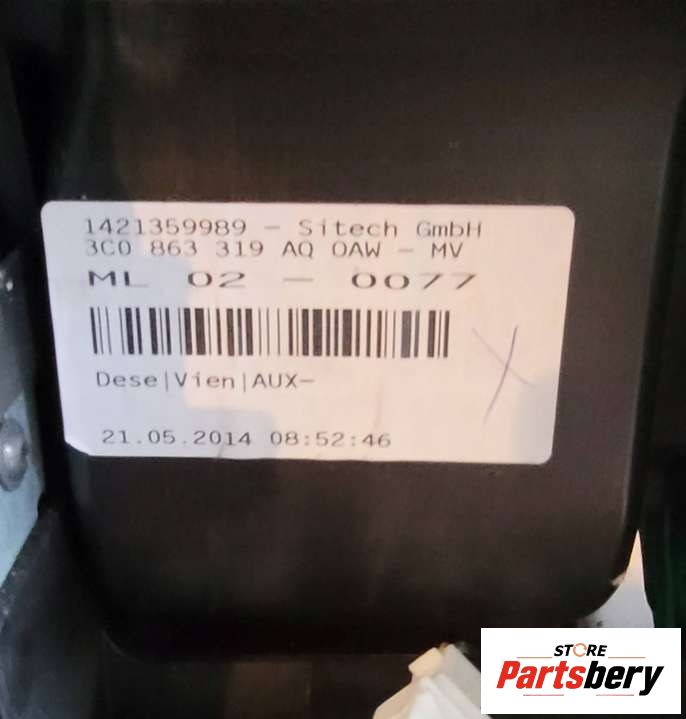 1421359989 - Sitech GmbH
3C0 863 319 AQ OAW - MV
ML 02 - 0077
Dese|Vien|AUX-
21.05.2014 08:52:46
STORE
Partsbery